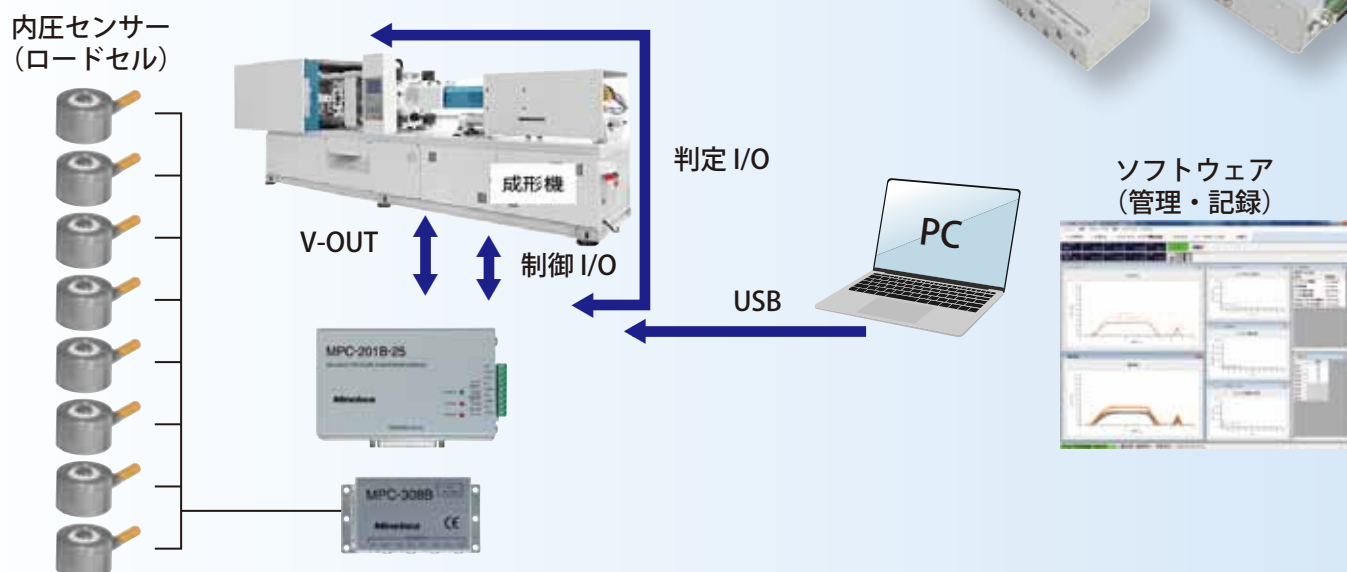 内圧センサー
（ロードセル）
成形機
判定 I/O
V-OUT
制御 I/O
USB
PC
ソフトウェア
（管理・記録）
MPC-201B-25
Minebea
MPC-308B
Minebea
CE